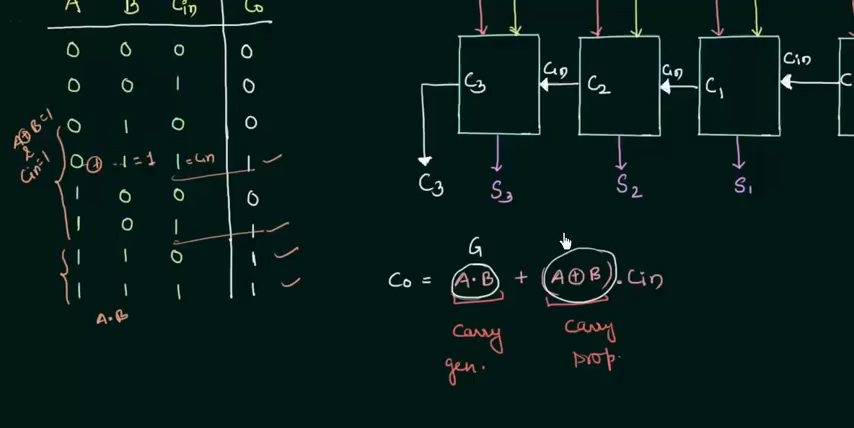 A B Cin Co
0 0 0 0
0 0 1 0
0 1 0 0
0 ⊕ 1 = 1 1 = Cin 1
1 0 0 0
1 0 1 1
1 1 0 1
1 1 1 1
A·B
A⊕B=1
&
Cin=1
C3 Cin C2 Cin C1 Cin C
C3 S3 S2 S1
G
Co = A·B + (A⊕B).Cin
Carry Carry
gen. prop.